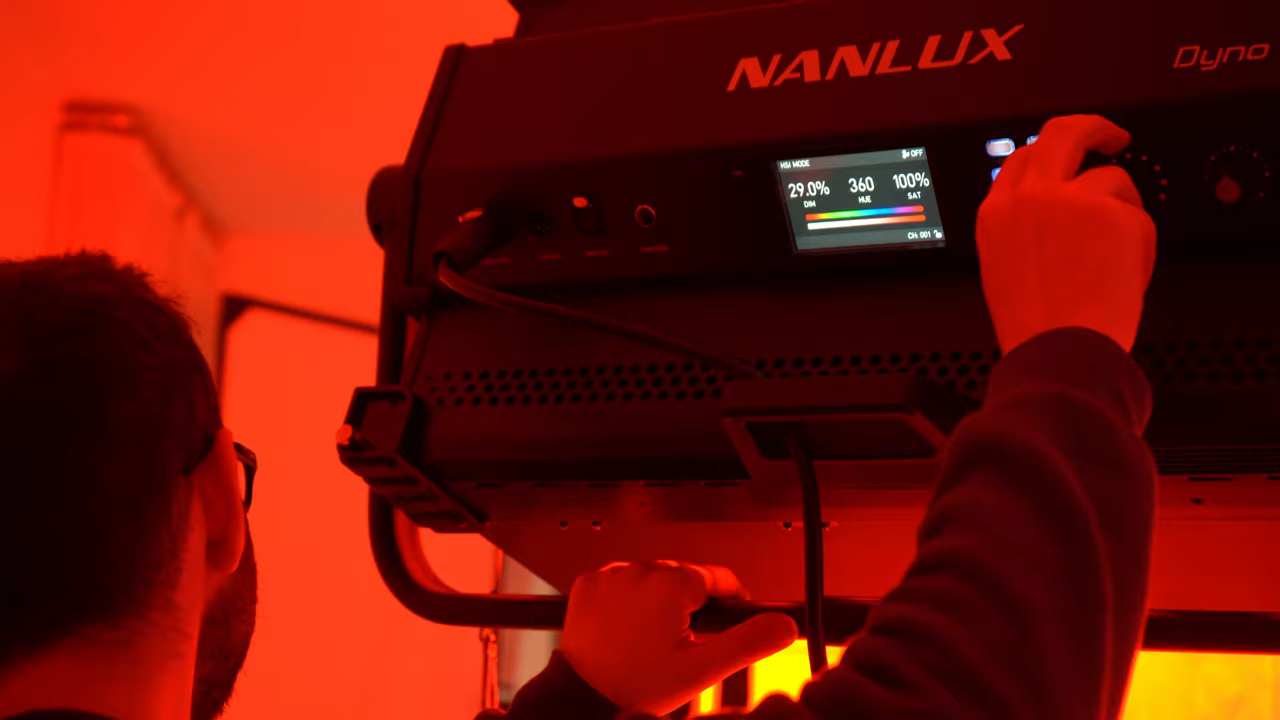 NANLUX
Dyno
HSI MODE
OFF
29.0% 360 100%
DIM HUE SAT
CH: 001